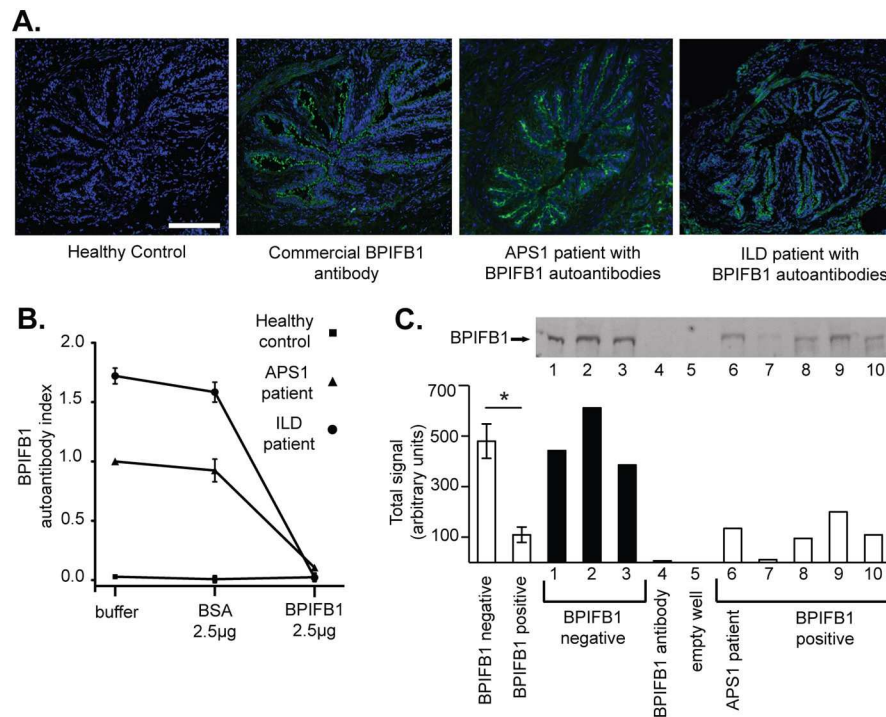 A.
Healthy Control
Commercial BPIFB1
antibody
APS1 patient with
BPIFB1 autoantibodies
ILD patient with
BPIFB1 autoantibodies
B.
Healthy
control
APS1
patient
ILD
patient
BPIFB1
autoantibody index
2.0
1.5
1.0
0.5
0.0
buffer
BSA
2.5µg
BPIFB1
2.5µg
C.
BPIFB1
1 2 3 4 5 6 7 8 9 10
Total signal
(arbitrary units)
700
500
300
100
*
1 2 3 4 5 6 7 8 9 10
BPIFB1 negative
BPIFB1 positive
BPIFB1
negative
BPIFB1 antibody
empty well
APS1 patient
BPIFB1
positive